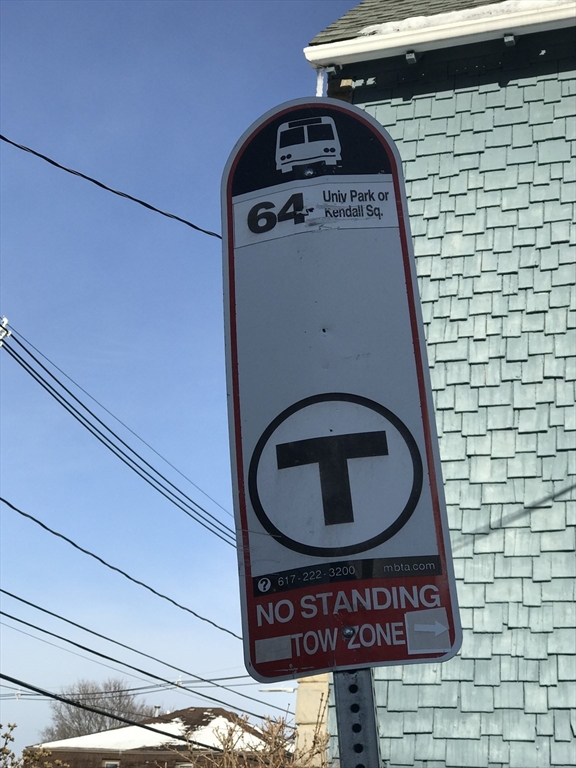 64 Univ Park or
Kendall Sq.
T
? 617-222-3200 mbta.com
NO STANDING
TOW ZONE